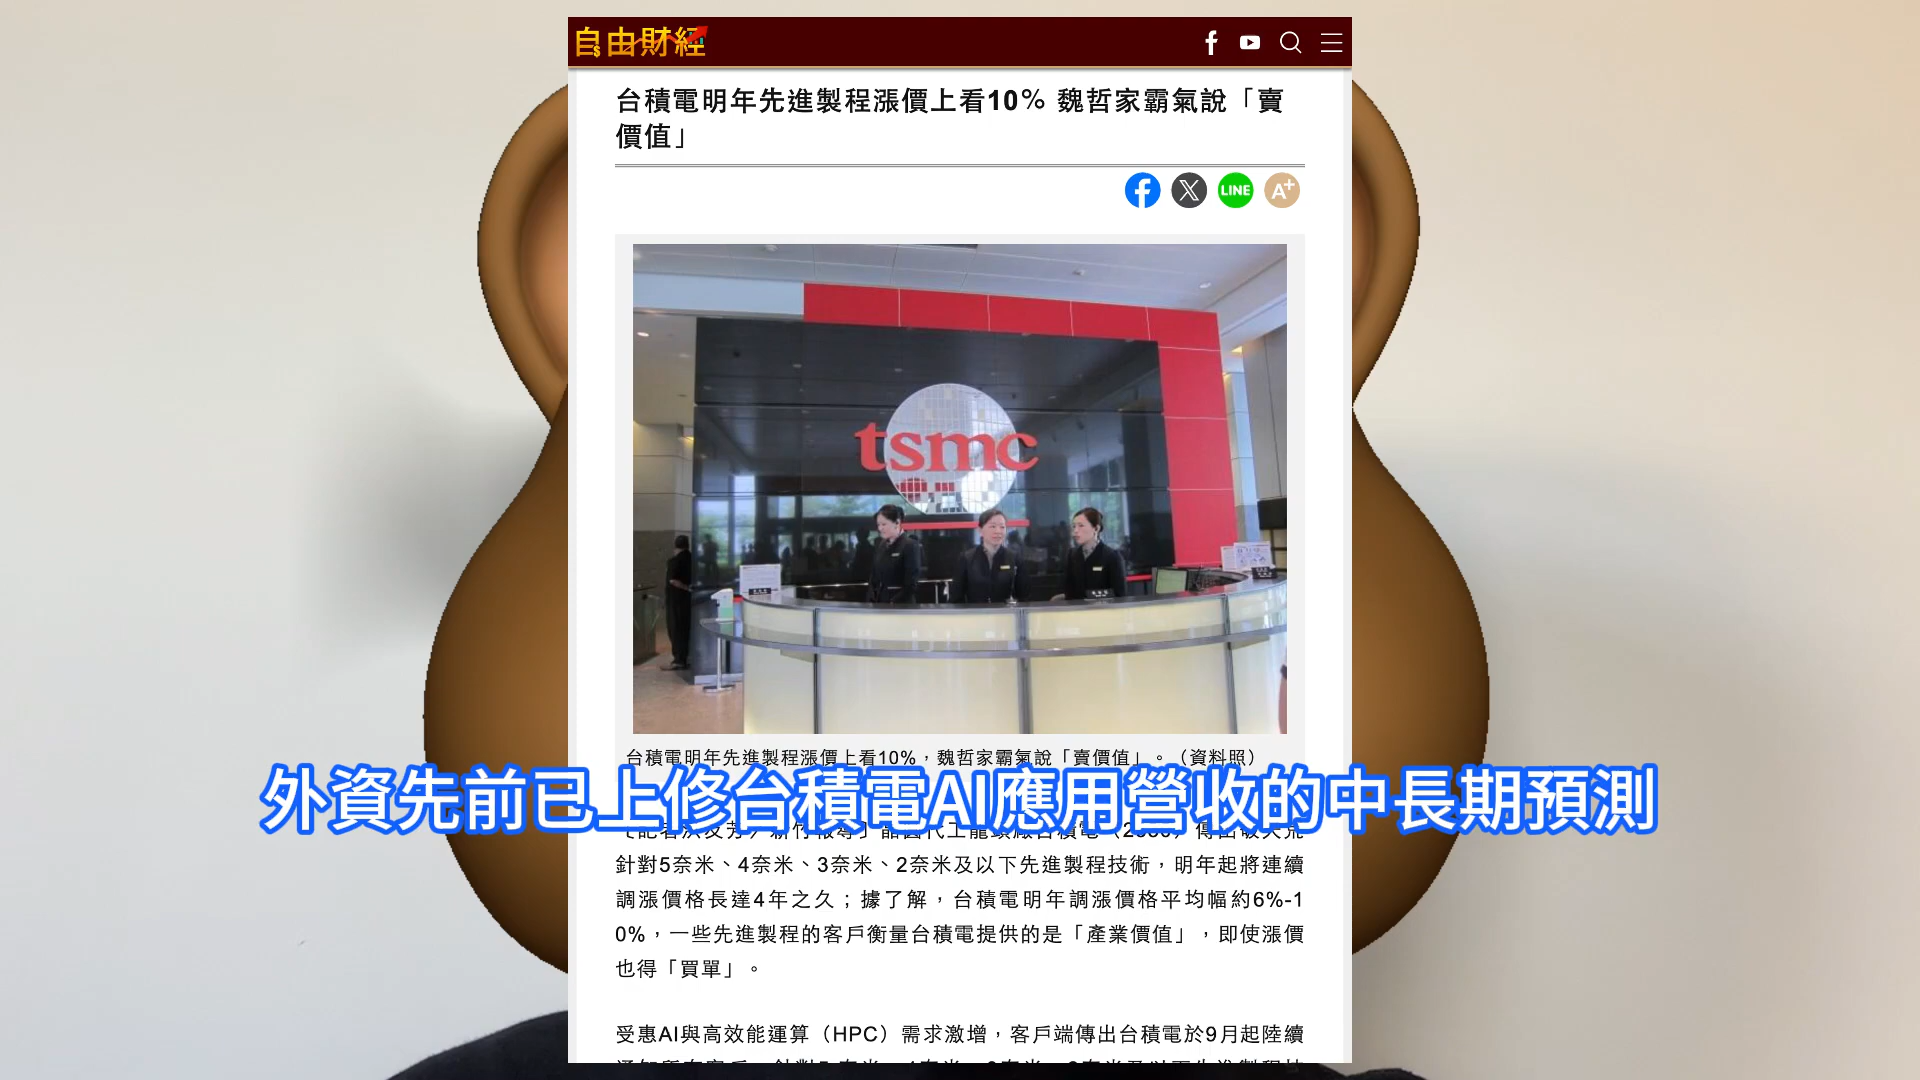 自由財經
台積電明年先進製程漲價上看10% 魏哲家霸氣說「賣
價值」
LINE
A+
tsmc
台積電明年先進製程漲價上看10%，魏哲家霸氣說「賣價值」。（資料照）
外資先前已上修台積電AI應用營收的中長期預測
針對5奈米、4奈米、3奈米、2奈米及以下先進製程技術，明年起將連續
調漲價格長達4年之久；據了解，台積電明年調漲價格平均幅約6%-1
0%，一些先進製程的客戶衡量台積電提供的是「產業價值」，即使漲價
也得「買單」。
受惠AI與高效能運算（HPC）需求激增，客戶端傳出台積電於9月起陸續